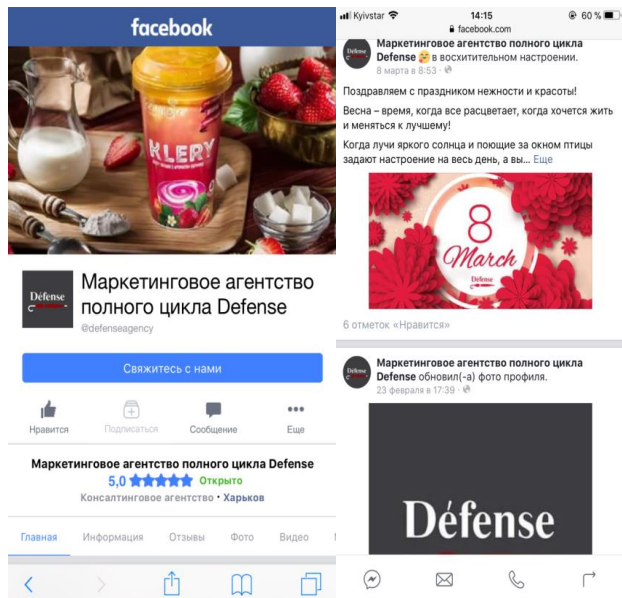 facebook
KLERY
Défense
Маркетинговое агентство
полного цикла Defense
@defenseagency
Свяжитесь с нами
Нравится
Подписаться
Сообщение
Еще
Маркетинговое агентство полного цикла Defense
5,0 ★★★★★ Открыто
Консалтинговое агентство • Харьков
Главная
Информация
Отзывы
Фото
Видео
Kyivstar
14:15
60 %
facebook.com
Défense
Маркетинговое агентство полного цикла
Defense 🥰 в восхитительном настроении.
8 марта в 8:53 ·
Поздравляем с праздником нежности и красоты!
Весна – время, когда все расцветает, когда хочется жить
и меняться к лучшему!
Когда лучи яркого солнца и поющие за окном птицы
задают настроение на весь день, а вы... Еще
8
March
Défense
6 отметок «Нравится»
Défense
Маркетинговое агентство полного цикла
Defense обновил(-а) фото профиля.
23 февраля в 17:39 ·
Défense